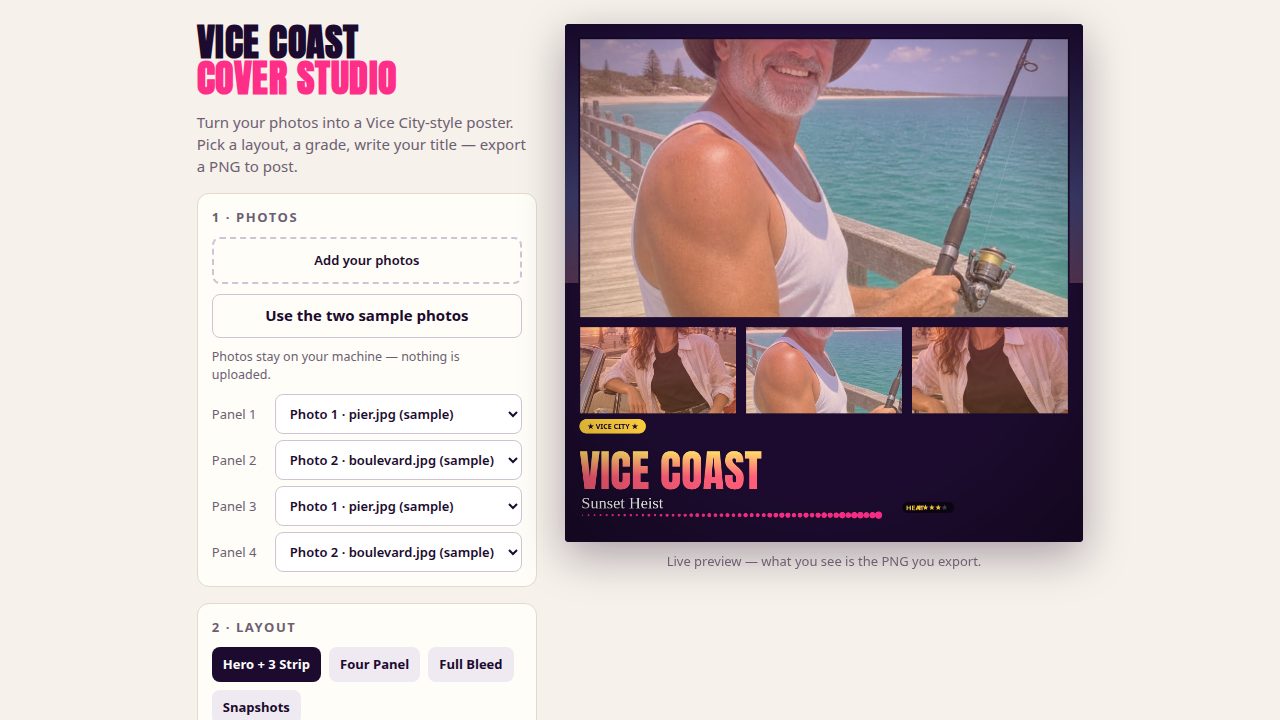 VICE COAST
COVER STUDIO
Turn your photos into a Vice City-style poster.
Pick a layout, a grade, write your title — export
a PNG to post.
1 · PHOTOS
Add your photos
Use the two sample photos
Photos stay on your machine — nothing is
uploaded.
Panel 1
Photo 1 · pier.jpg (sample)
Panel 2
Photo 2 · boulevard.jpg (sample)
Panel 3
Photo 1 · pier.jpg (sample)
Panel 4
Photo 2 · boulevard.jpg (sample)
2 · LAYOUT
Hero + 3 Strip
Four Panel
Full Bleed
Snapshots
★ VICE CITY ★
VICE COAST
Sunset Heist
Live preview — what you see is the PNG you export.